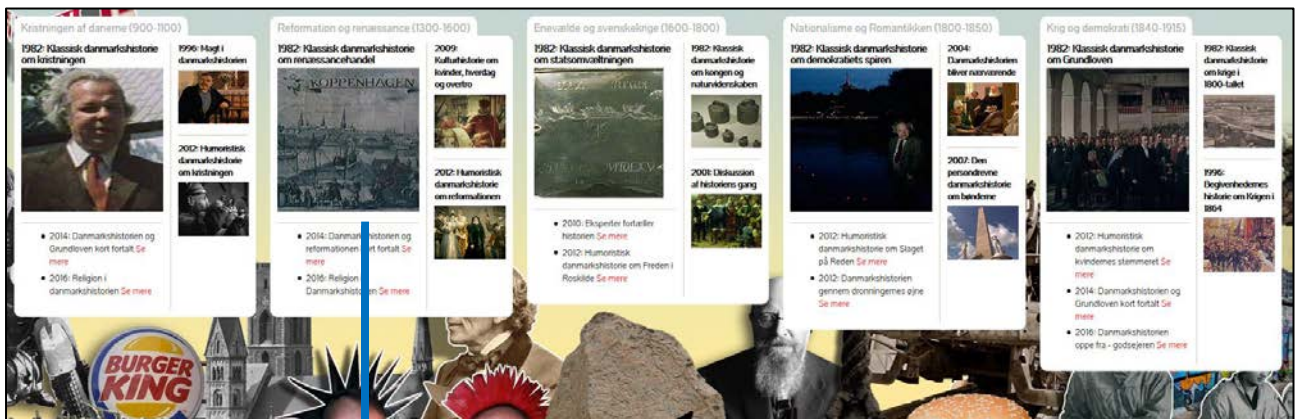 Kristningen af danerne (900-1100)
1982: Klassisk danmarkshistorie
om kristningen
1996: Magt i
danmarkshistorien
2012: Humoristisk
danmarkshistorie
om kristningen
• 2014: Danmarkshistorien og
Grundloven kort fortalt Se
mere
• 2016: Religion i
danmarkshistorien Se mere
Reformation og renæssance (1300-1600)
1982: Klassisk danmarkshistorie
om renæssancehandel
KOPPENHAGEN
2009:
Kulturhistorie om
kvinder, hverdag
og overtro
2012: Humoristisk
danmarkshistorie
om reformationen
• 2014: Danmarkshistorien og
reformationen kort fortalt Se
mere
• 2016: Religion i
Danmarkshistorien Se mere
Enevælde og svenskekrige (1600-1800)
1982: Klassisk danmarkshistorie
om statsomvæltningen
1982: Klassisk
danmarkshistorie
om kongen og
naturvidenskaben
2001: Diskussion
af historiens gang
• 2010: Eksperter fortæller
historien Se mere
• 2012: Humoristisk
danmarkshistorie om Freden i
Roskilde Se mere
Nationalisme og Romantikken (1800-1850)
1982: Klassisk danmarkshistorie
om demokratiets spiren
2004:
Danmarkshistorien
bliver nærværende
2007: Den
persondrevne
danmarkshistorie
om bønderne
• 2012: Humoristisk
danmarkshistorie om Slaget
på Reden Se mere
• 2012: Danmarkshistorien
gennem dronningernes øjne
Se mere
Krig og demokrati (1840-1915)
1982: Klassisk danmarkshistorie
om Grundloven
1982: Klassisk
danmarkshistorie
om krige i
1800-tallet
1996:
Begivenhedernes
historie om Krigen i
1864
• 2012: Humoristisk
danmarkshistorie om
kvindernes stemmeret Se
mere
• 2014: Danmarkshistorien og
Grundloven kort fortalt Se
mere
• 2016: Danmarkshistorien
oppe fra - godsejeren Se mere
BURGER
KING